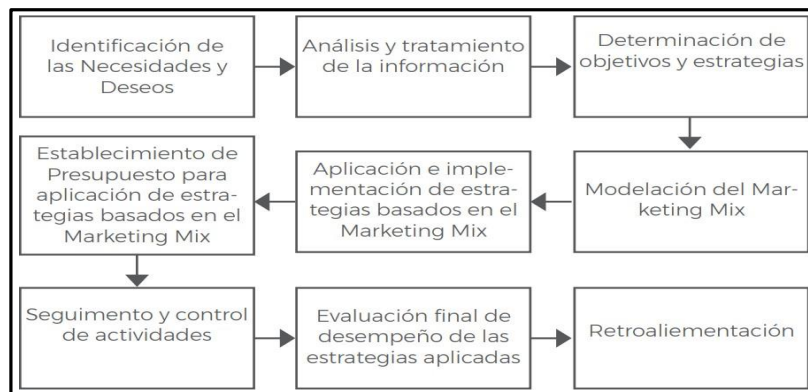 Identificación de
las Necesidades y
Deseos
Análisis y tratamiento
de la información
Determinación de
objetivos y estrategias
Modelación del Mar-
keting Mix
Aplicación e imple-
mentación de estra-
tegias basados en el
Marketing Mix
Establecimiento de
Presupuesto para
aplicación de estra-
tegias basados en el
Marketing Mix
Seguimento y control
de actividades
Evaluación final de
desempeño de las
estrategias aplicadas
Retroaliementación